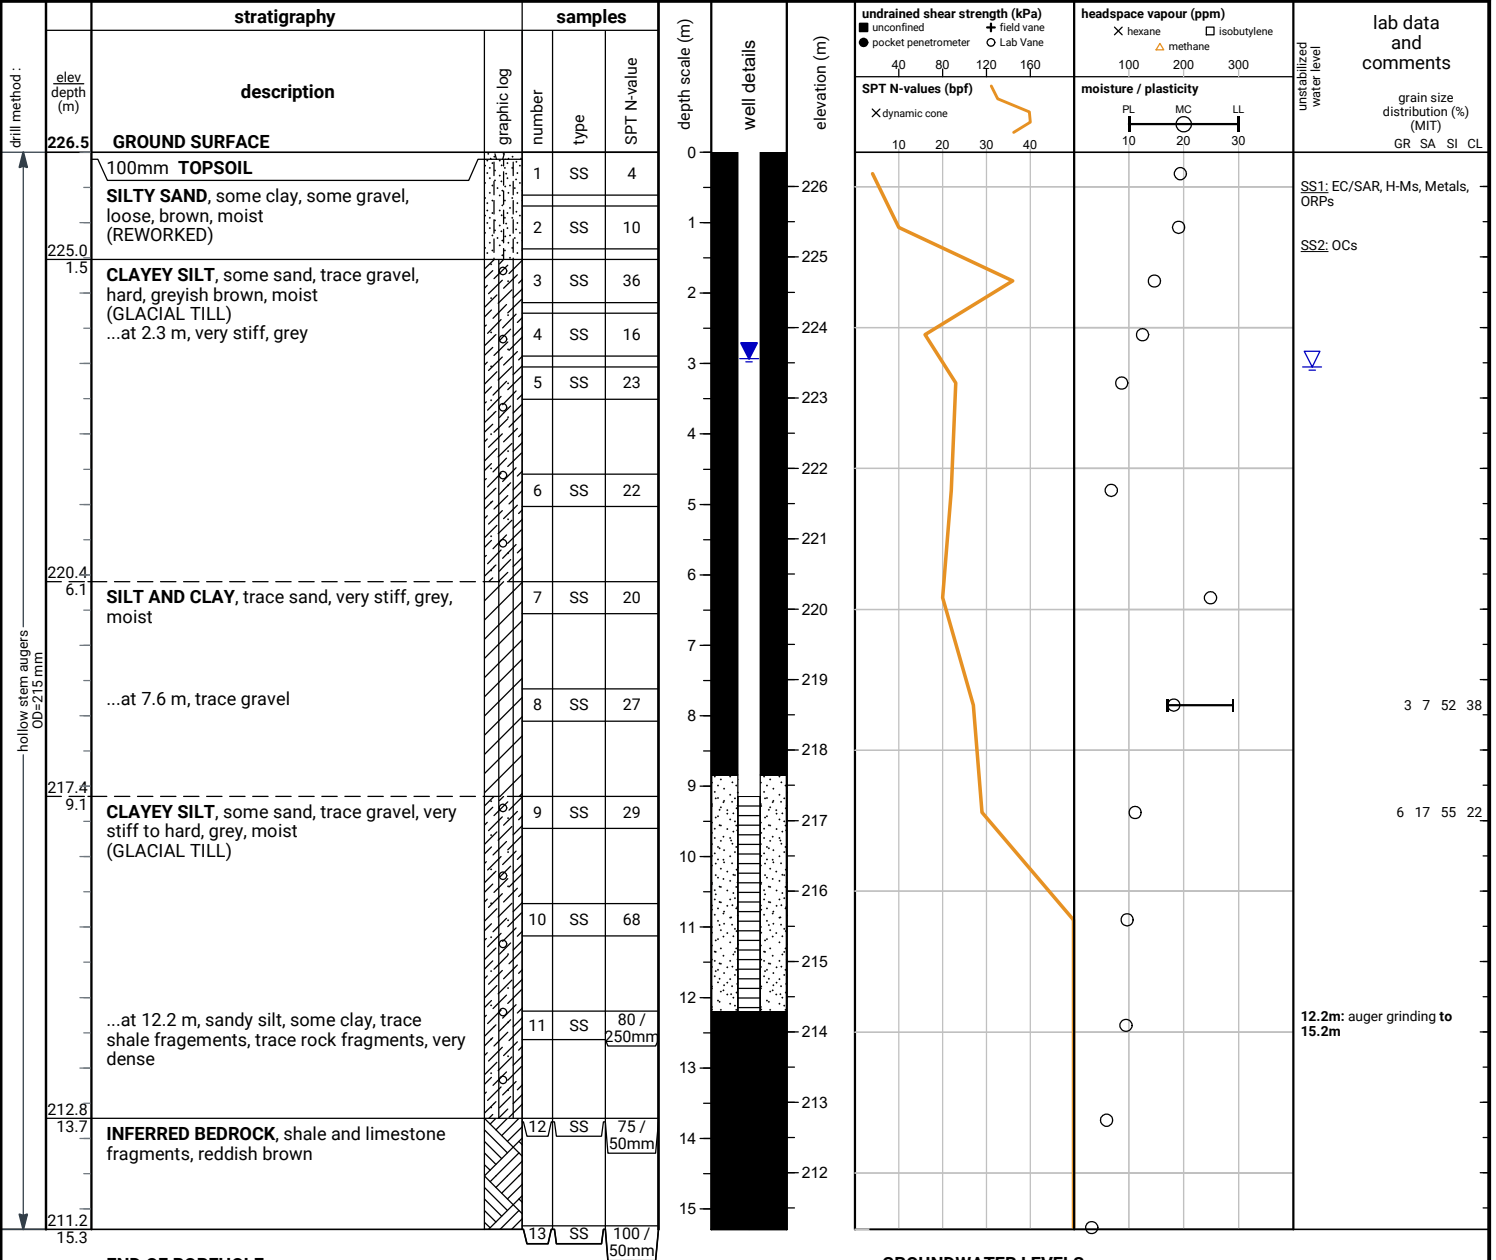 stratigraphy
samples
drill method :
elev
depth
(m)
description
graphic log
number
type
SPT N-value
depth scale (m)
well details
elevation (m)
undrained shear strength (kPa)
unconfined
field vane
pocket penetrometer
Lab Vane
40 80 120 160
SPT N-values (bpf)
dynamic cone
10 20 30 40
headspace vapour (ppm)
hexane
isobutylene
methane
100 200 300
moisture / plasticity
PL MC LL
10 20 30
unstabilized
water level
lab data
and
comments
grain size
distribution (%)
(MIT)
GR SA SI CL
226.5 GROUND SURFACE
100mm TOPSOIL
SILTY SAND, some clay, some gravel,
loose, brown, moist
(REWORKED)
225.0
1.5
CLAYEY SILT, some sand, trace gravel,
hard, greyish brown, moist
(GLACIAL TILL)
...at 2.3 m, very stiff, grey
220.4
6.1
SILT AND CLAY, trace sand, very stiff, grey,
moist
...at 7.6 m, trace gravel
217.4
9.1
CLAYEY SILT, some sand, trace gravel, very
stiff to hard, grey, moist
(GLACIAL TILL)
...at 12.2 m, sandy silt, some clay, trace
shale fragements, trace rock fragments, very
dense
212.8
13.7
INFERRED BEDROCK, shale and limestone
fragments, reddish brown
211.2
15.3
hollow stem augers
OD=215 mm
1 SS 4
2 SS 10
3 SS 36
4 SS 16
5 SS 23
6 SS 22
7 SS 20
8 SS 27
9 SS 29
10 SS 68
11 SS 80 /
250mm
12 SS 75 /
50mm
13 SS 100 /
50mm
0
1
2
3
4
5
6
7
8
9
10
11
12
13
14
15
226
225
224
223
222
221
220
219
218
217
216
215
214
213
212
SS1: EC/SAR, H-Ms, Metals,
ORPs
SS2: OCs
3 7 52 38
6 17 55 22
12.2m: auger grinding to
15.2m
END OF BOREHOLE
GROUNDWATER LEVELS